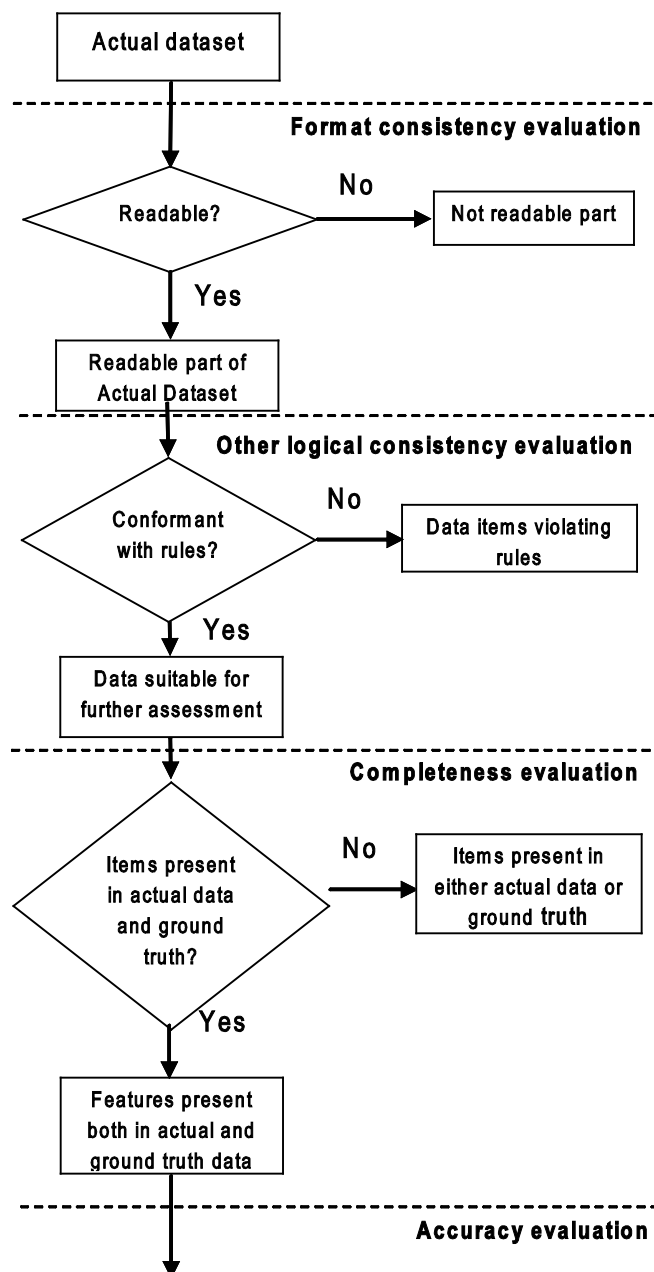 Actual dataset
Format consistency evaluation
No
Readable?
Not readable part
Yes
Readable part of
Actual Dataset
Other logical consistency evaluation
No
Conformant
with rules?
Data items violating
rules
Yes
Data suitable for
further assessment
Completeness evaluation
No
Items present
in actual data
and ground
truth?
Items present in
either actual data or
ground truth
Yes
Features present
both in actual and
ground truth data
Accuracy evaluation